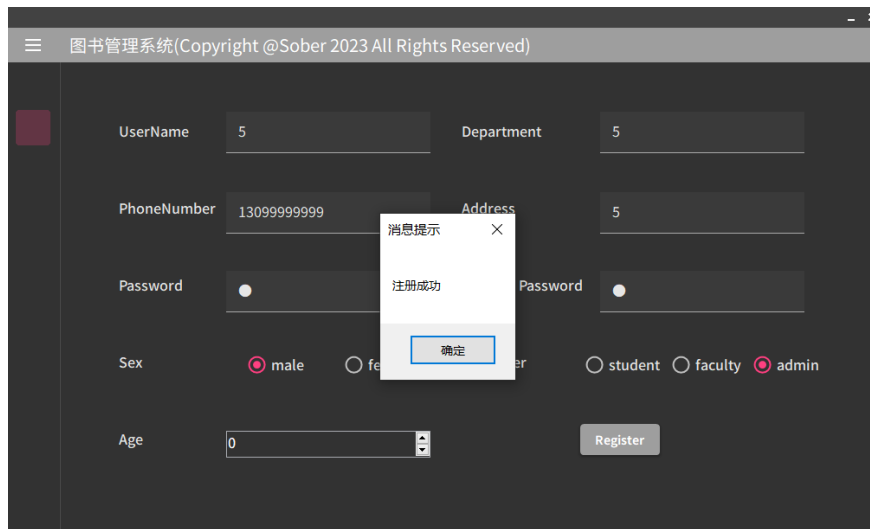 图书管理系统(Copyright @Sober 2023 All Rights Reserved)
UserName 5 Department 5
PhoneNumber 13099999999 Address 5
消息提示
注册成功
确定
Password Password
Sex male fe er student faculty admin
Age 0 Register